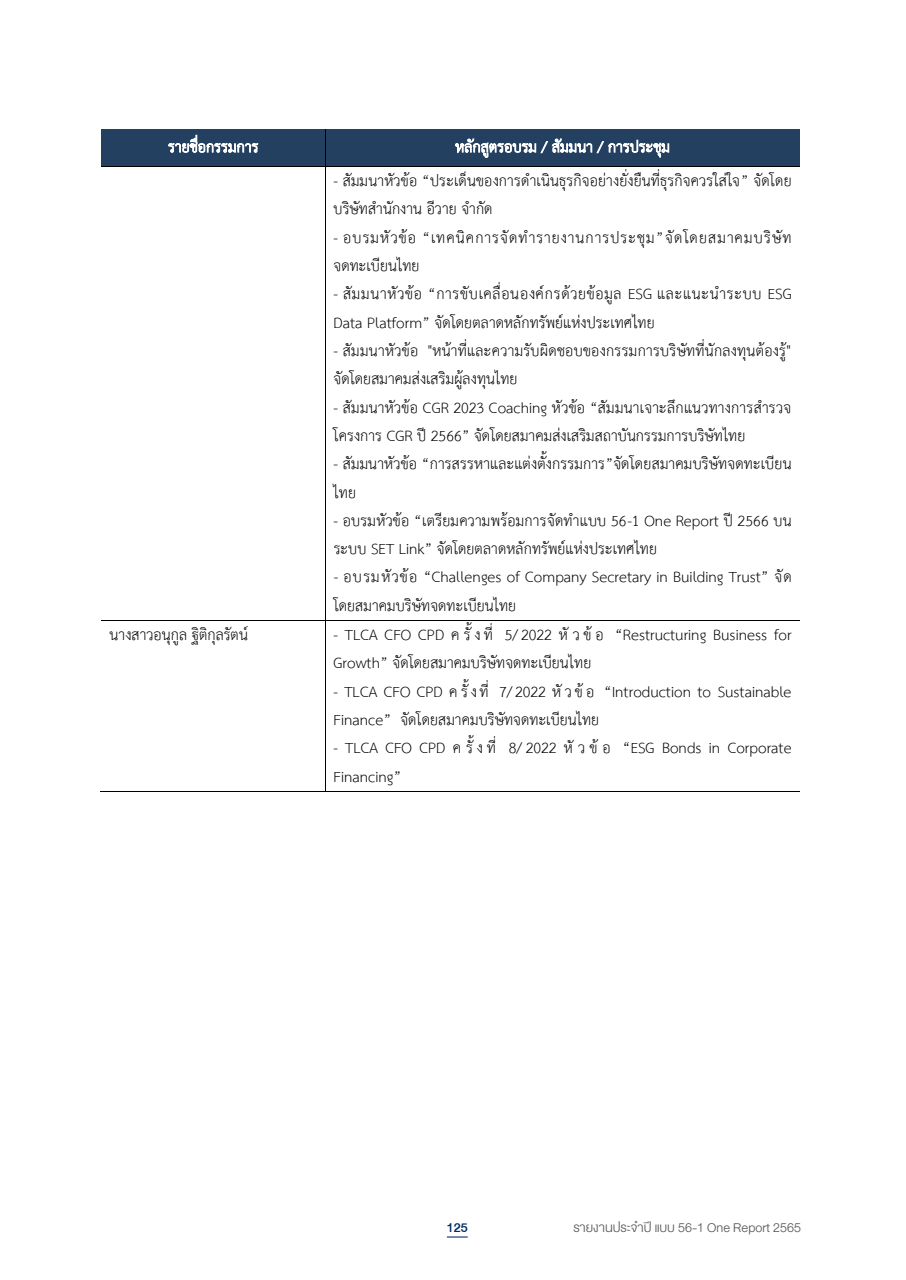 รายชื่อกรรมการ หลักสูตรอบรม / สัมมนา / การประชุม
- สัมมนาหัวข้อ “ประเด็นของการดำเนินธุรกิจอย่างยั่งยืนที่ธุรกิจควรใส่ใจ” จัดโดย
บริษัทสำนักงาน อีวาย จำกัด
- อบรมหัวข้อ “เทคนิคการจัดทำรายงานการประชุม”จัดโดยสมาคมบริษัท
จดทะเบียนไทย
- สัมมนาหัวข้อ “การขับเคลื่อนองค์กรด้วยข้อมูล ESG และแนะนำระบบ ESG
Data Platform” จัดโดยตลาดหลักทรัพย์แห่งประเทศไทย
- สัมมนาหัวข้อ "หน้าที่และความรับผิดชอบของกรรมการบริษัทที่นักลงทุนต้องรู้"
จัดโดยสมาคมส่งเสริมผู้ลงทุนไทย
- สัมมนาหัวข้อ CGR 2023 Coaching หัวข้อ “สัมมนาเจาะลึกแนวทางการสำรวจ
โครงการ CGR ปี 2566” จัดโดยสมาคมส่งเสริมสถาบันกรรมการบริษัทไทย
- สัมมนาหัวข้อ “การสรรหาและแต่งตั้งกรรมการ”จัดโดยสมาคมบริษัทจดทะเบียน
ไทย
- อบรมหัวข้อ “เตรียมความพร้อมการจัดทำแบบ 56-1 One Report ปี 2566 บน
ระบบ SET Link” จัดโดยตลาดหลักทรัพย์แห่งประเทศไทย
- อบรมหัวข้อ “Challenges of Company Secretary in Building Trust” จัด
โดยสมาคมบริษัทจดทะเบียนไทย
นางสาวอนุกูล ฐิติกุลรัตน์ - TLCA CFO CPD ครั้งที่ 5/2022 หัวข้อ “Restructuring Business for
Growth” จัดโดยสมาคมบริษัทจดทะเบียนไทย
- TLCA CFO CPD ครั้งที่ 7/2022 หัวข้อ “Introduction to Sustainable
Finance” จัดโดยสมาคมบริษัทจดทะเบียนไทย
- TLCA CFO CPD ครั้งที่ 8/2022 หัวข้อ “ESG Bonds in Corporate
Financing”
125 รายงานประจำปี แบบ 56-1 One Report 2565